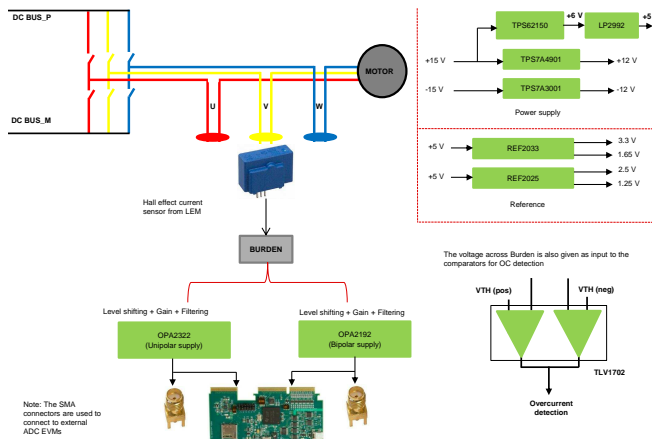 DC BUS_P
DC BUS_M
U
V
W
MOTOR
Hall effect current
sensor from LEM
BURDEN
Level shifting + Gain + Filtering
OPA2322
(Unipolar supply)
Level shifting + Gain + Filtering
OPA2192
(Bipolar supply)
Note: The SMA
connectors are used to
connect to external
ADC EVMs
TPS62150
+6 V
LP2992
+5
+15 V
TPS7A4901
+12 V
-15 V
TPS7A3001
-12 V
Power supply
+5 V
REF2033
3.3 V
1.65 V
+5 V
REF2025
2.5 V
1.25 V
Reference
The voltage across Burden is also given as input to the
comparators for OC detection
VTH (pos)
VTH (neg)
TLV1702
Overcurrent
detection